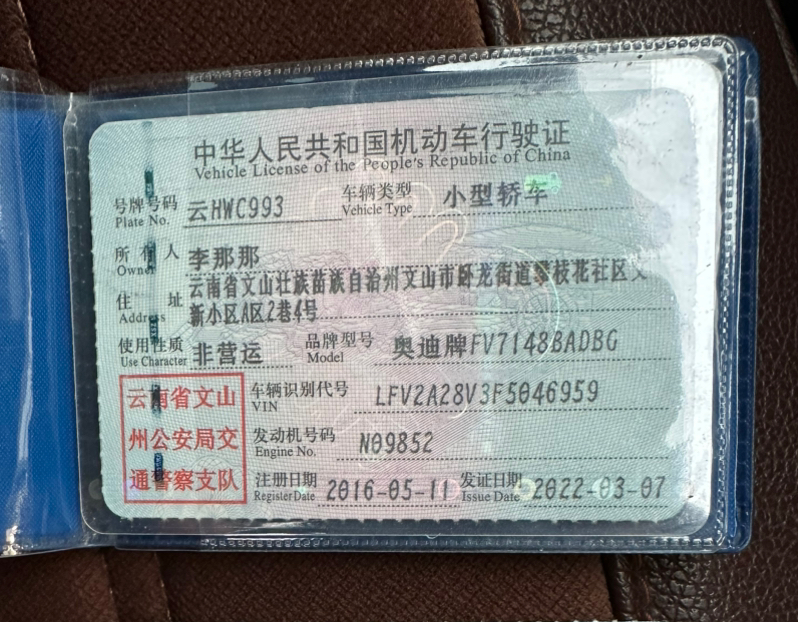 中华人民共和国机动车行驶证
Vehicle License of the People's Republic of China
号牌号码 云HWC993 车辆类型 小型轿车
Plate No. Vehicle Type
所有人 李那那
Owner
住址 云南省文山壮族苗族自治州文山市卧龙街道攀枝花社区
Address 新小区A区2巷4号
使用性质 非营运 品牌型号 奥迪牌FV7148BADBG
Use Character Model
云南省文山 车辆识别代号 LFV2A28V3F5046959
VIN
州公安局交 发动机号码 N09852
Engine No.
通警察支队 注册日期 2016-05-11 发证日期 2022-03-07
Register Date Issue Date